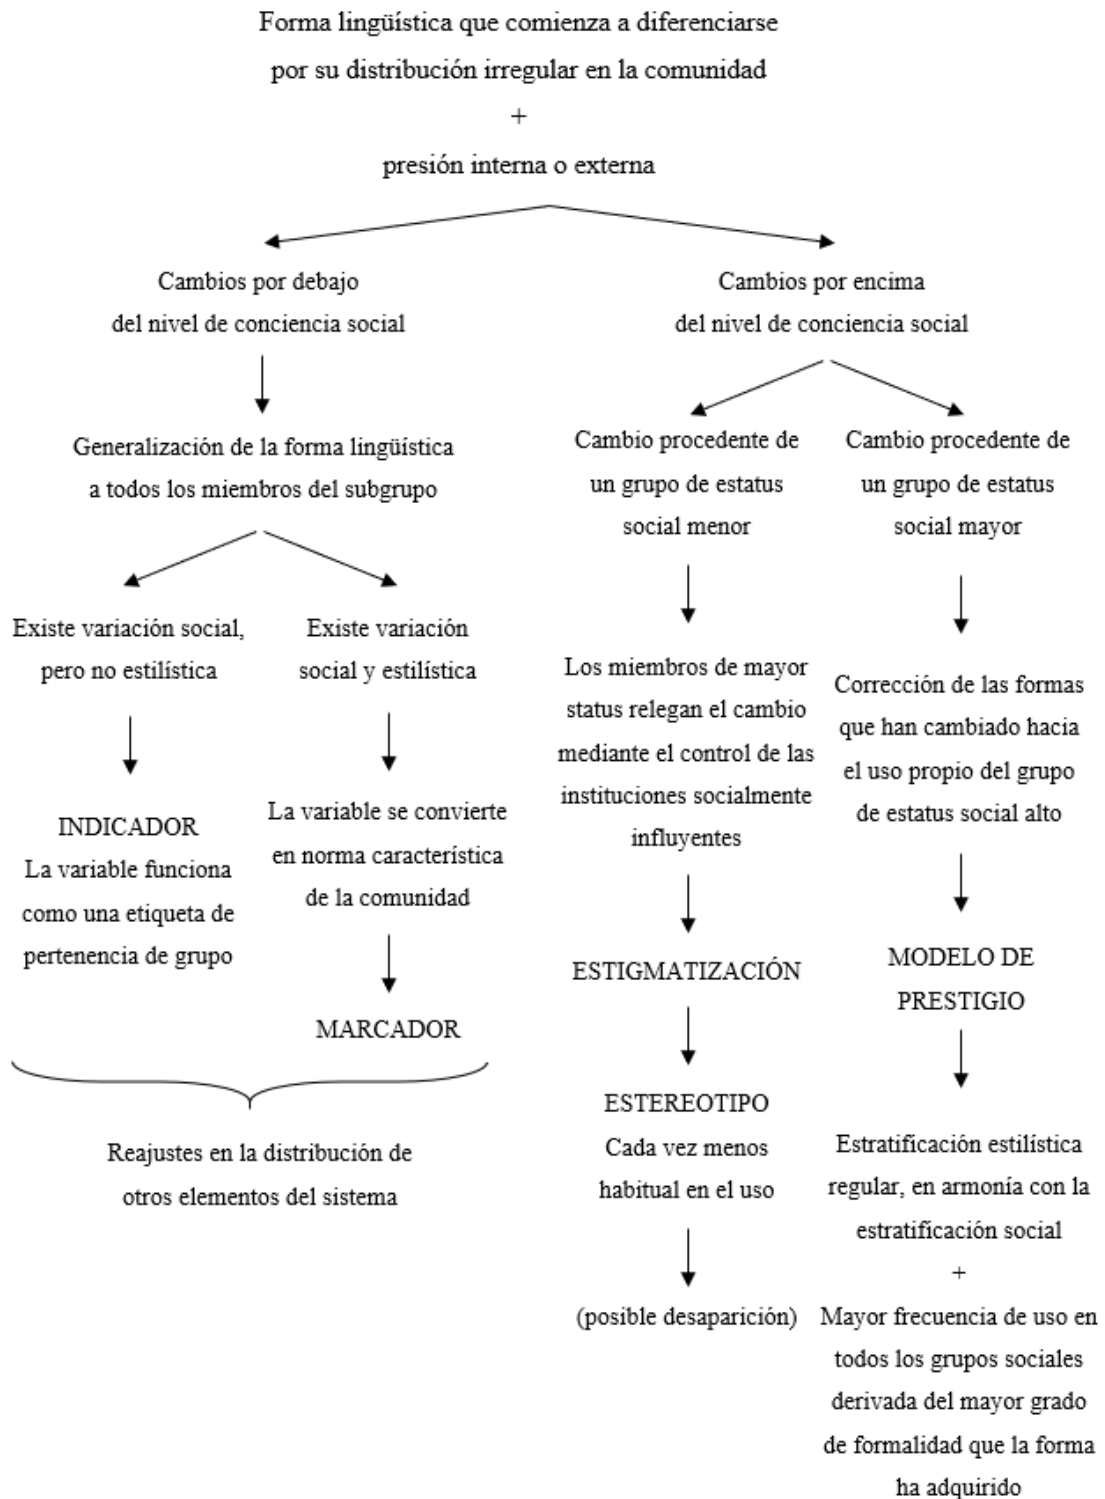 Forma lingüística que comienza a diferenciarse
por su distribución irregular en la comunidad
+
presión interna o externa
Cambios por debajo
del nivel de conciencia social
Generalización de la forma lingüística
a todos los miembros del subgrupo
Existe variación social,
pero no estilística
INDICADOR
La variable funciona
como una etiqueta de
pertenencia de grupo
Existe variación
social y estilística
La variable se convierte
en norma característica
de la comunidad
MARCADOR
Reajustes en la distribución de
otros elementos del sistema
Cambios por encima
del nivel de conciencia social
Cambio procedente de
un grupo de estatus
social menor
Los miembros de mayor
status relegan el cambio
mediante el control de las
instituciones socialmente
influyentes
ESTIGMATIZACIÓN
ESTEREOTIPO
Cada vez menos
habitual en el uso
(posible desaparición)
Cambio procedente de
un grupo de estatus
social mayor
Corrección de las formas
que han cambiado hacia
el uso propio del grupo
de estatus social alto
MODELO DE
PRESTIGIO
Estratificación estilística
regular, en armonía con la
estratificación social
+
Mayor frecuencia de uso en
todos los grupos sociales
derivada del mayor grado
de formalidad que la forma
ha adquirido